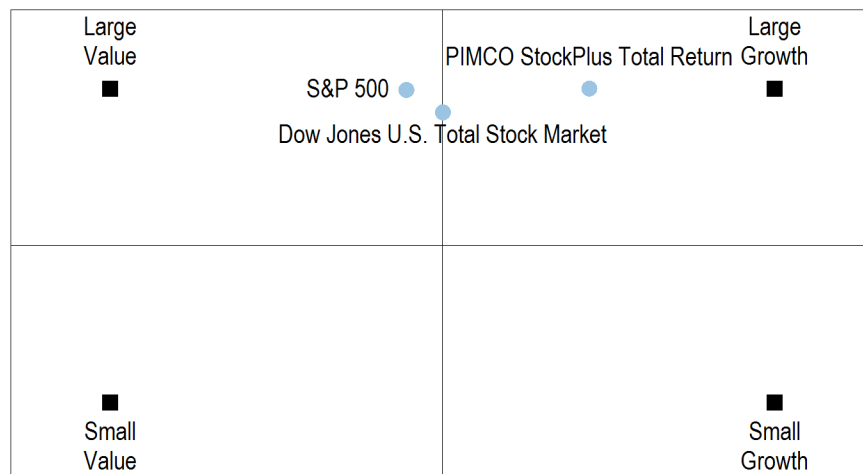 Large
Value
Large
Growth
PIMCO StockPlus Total Return
S&P 500
Dow Jones U.S. Total Stock Market
Small
Value
Small
Growth